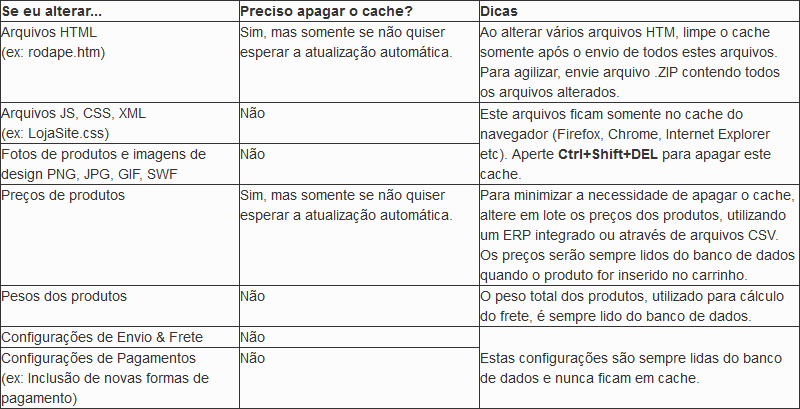 Se eu alterar...
Preciso apagar o cache?
Dicas
Arquivos HTML
(ex: rodape.htm)
Sim, mas somente se não quiser
esperar a atualização automática.
Ao alterar vários arquivos HTM, limpe o cache
somente após o envio de todos estes arquivos.
Para agilizar, envie arquivo .ZIP contendo todos
os arquivos alterados.
Arquivos JS, CSS, XML
(ex: LojaSite.css)
Não
Este arquivos ficam somente no cache do
navegador (Firefox, Chrome, Internet Explorer
etc). Aperte Ctrl+Shift+DEL para apagar este
cache.
Fotos de produtos e imagens de
design PNG, JPG, GIF, SWF
Não
Preços de produtos
Sim, mas somente se não quiser
esperar a atualização automática.
Para minimizar a necessidade de apagar o cache,
altere em lote os preços dos produtos, utilizando
um ERP integrado ou através de arquivos CSV.
Os preços serão sempre lidos do banco de dados
quando o produto for inserido no carrinho.
Pesos dos produtos
Não
O peso total dos produtos, utilizado para cálculo
do frete, é sempre lido do banco de dados.
Configurações de Envio & Frete
Não
Estas configurações são sempre lidas do banco
de dados e nunca ficam em cache.
Configurações de Pagamentos
(ex: Inclusão de novas formas de
pagamento)
Não